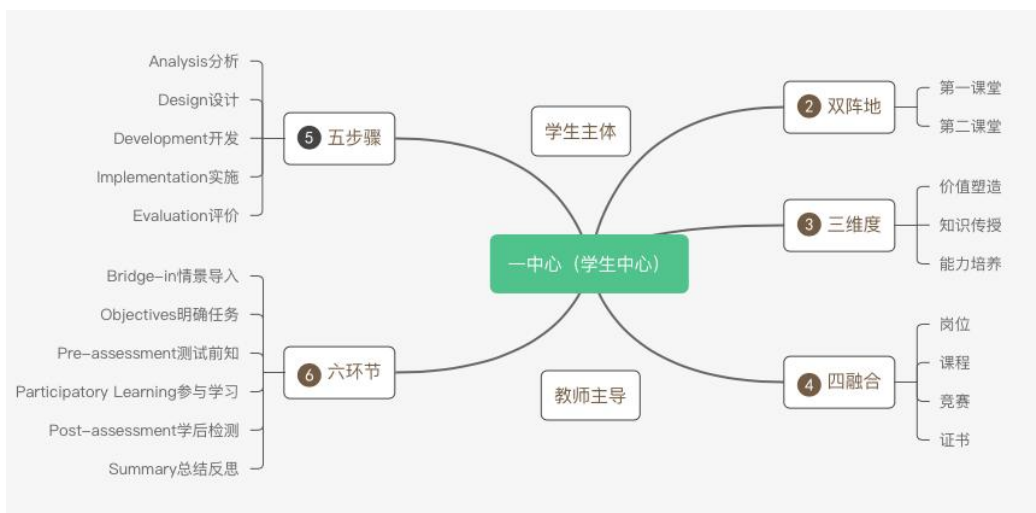 Analysis分析
Design设计
Development开发
Implementation实施
Evaluation评价
5 五步骤
Bridge-in情景导入
Objectives明确任务
Pre-assessment测试前知
Participatory Learning参与学习
Post-assessment学后检测
Summary总结反思
6 六环节
学生主体
一中心（学生中心）
教师主导
2 双阵地
第一课堂
第二课堂
3 三维度
价值塑造
知识传授
能力培养
4 四融合
岗位
课程
竞赛
证书